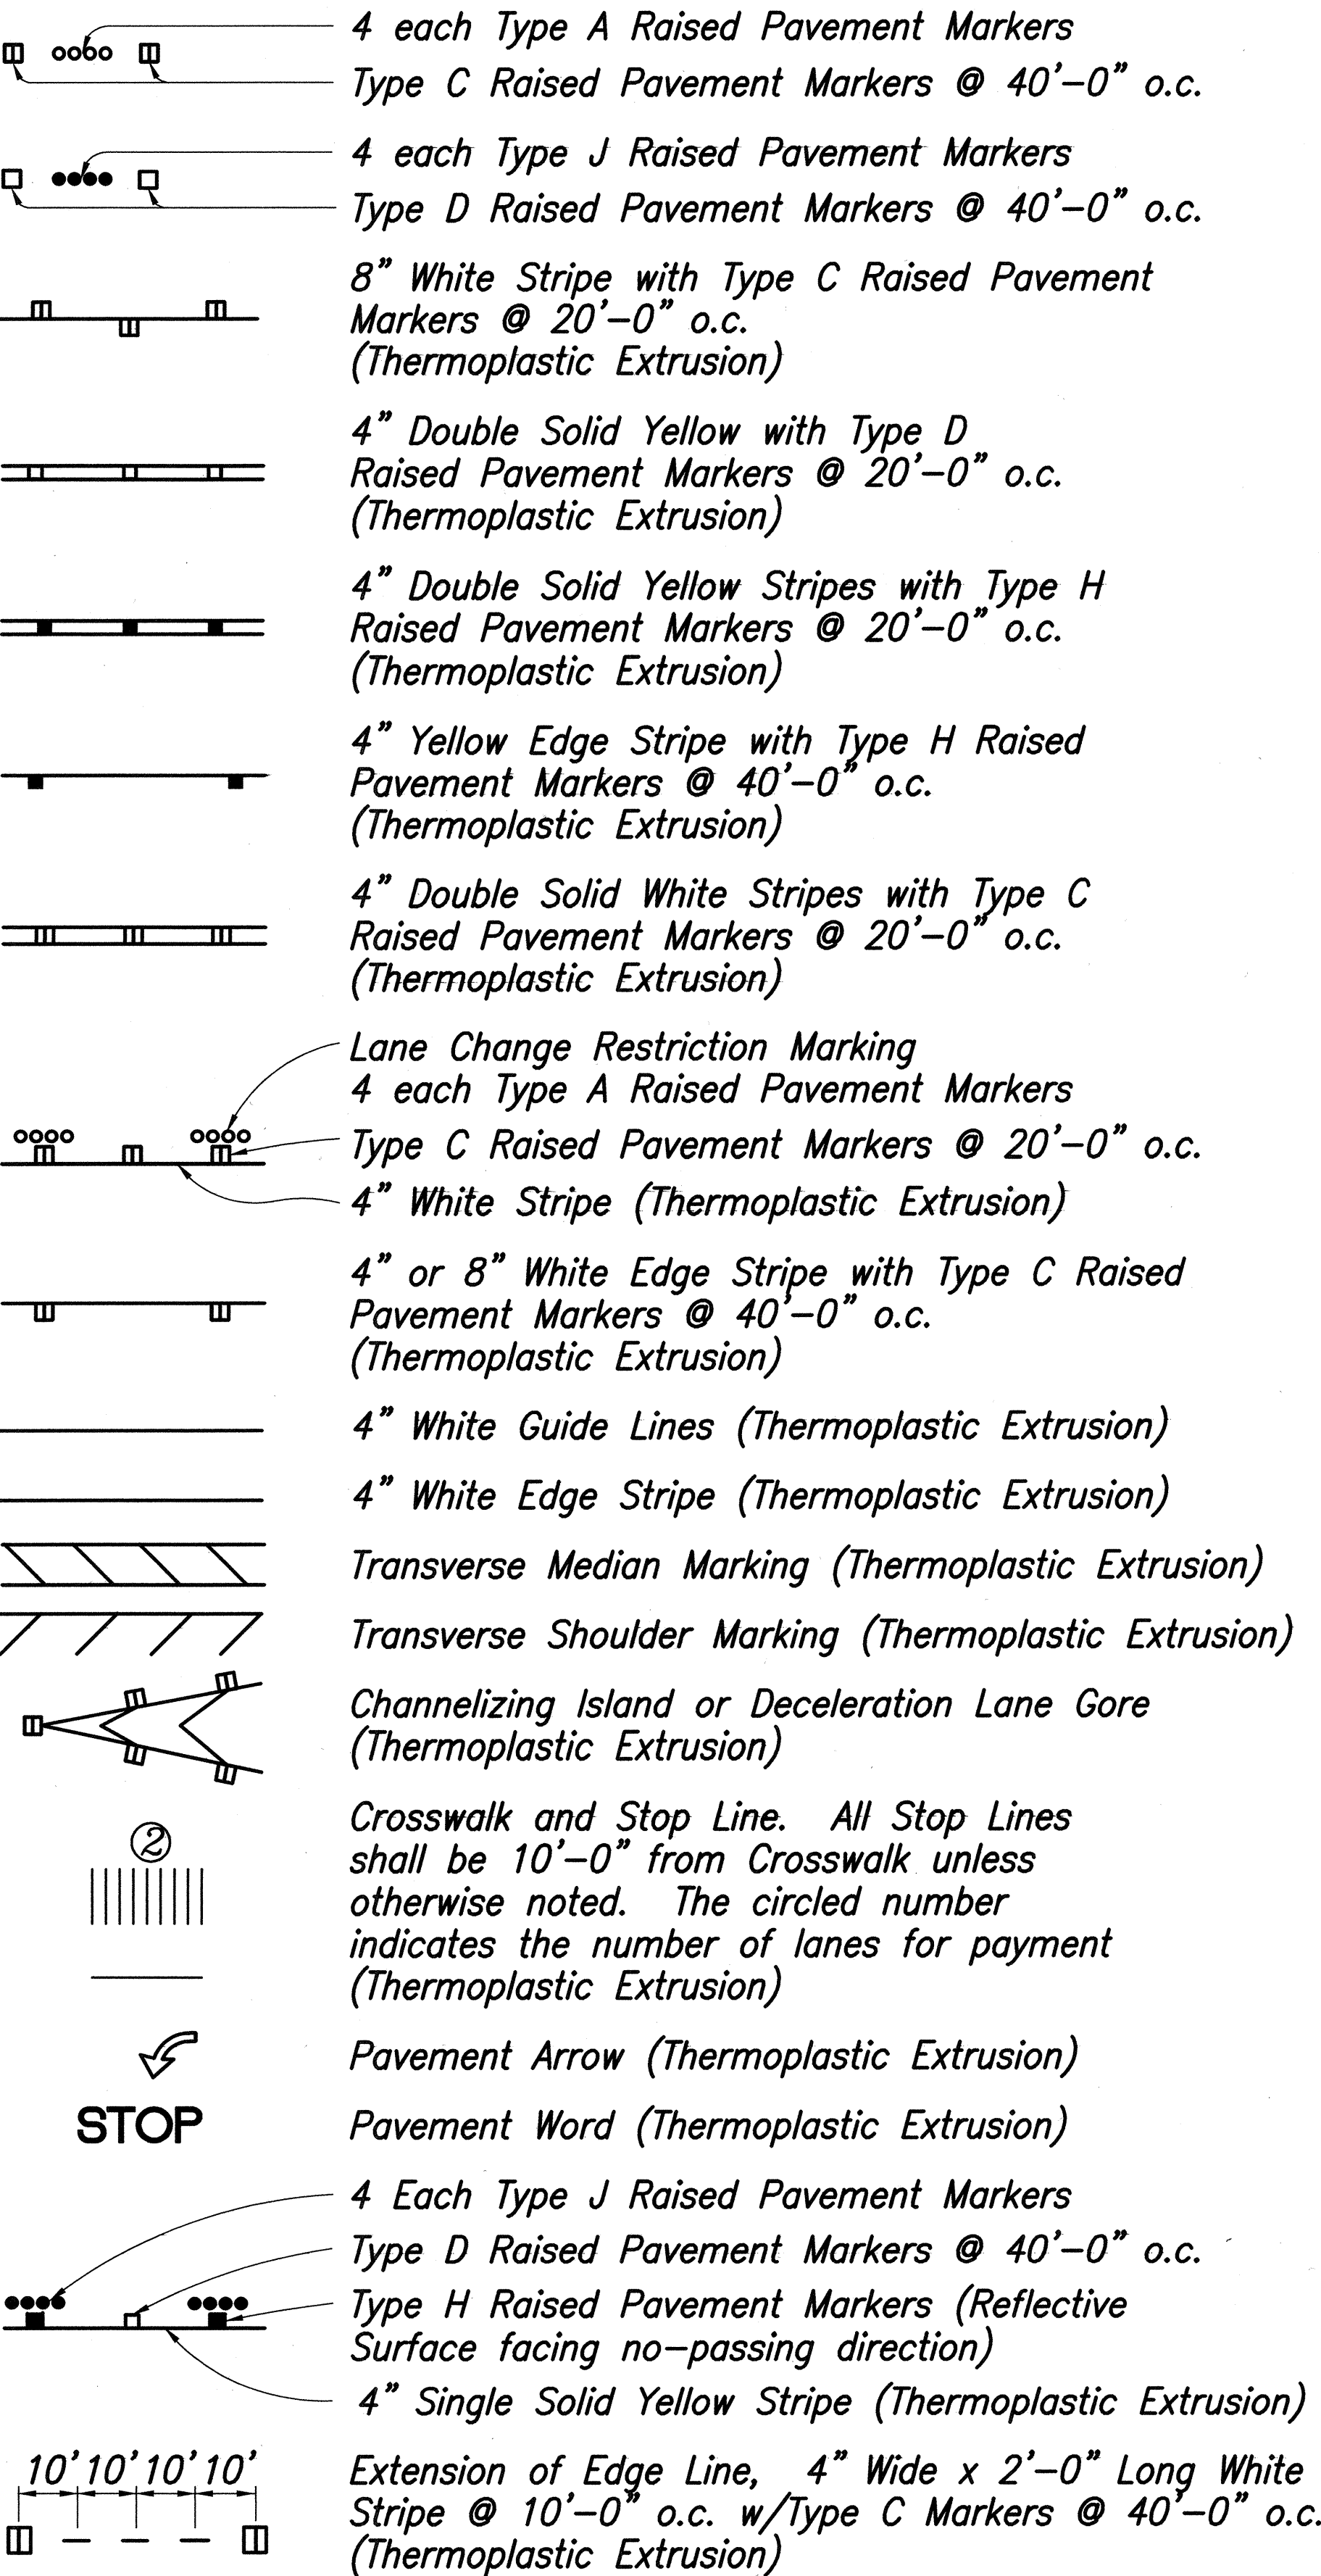 4 each Type A Raised Pavement Markers
Type C Raised Pavement Markers @ 40'-0" o.c.
4 each Type J Raised Pavement Markers
Type D Raised Pavement Markers @ 40'-0" o.c.
8" White Stripe with Type C Raised Pavement
Markers @ 20'-0" o.c.
(Thermoplastic Extrusion)
4" Double Solid Yellow with Type D
Raised Pavement Markers @ 20'-0" o.c.
(Thermoplastic Extrusion)
4" Double Solid Yellow Stripes with Type H
Raised Pavement Markers @ 20'-0" o.c.
(Thermoplastic Extrusion)
4" Yellow Edge Stripe with Type H Raised
Pavement Markers @ 40'-0" o.c.
(Thermoplastic Extrusion)
4" Double Solid White Stripes with Type C
Raised Pavement Markers @ 20'-0" o.c.
(Thermoplastic Extrusion)
Lane Change Restriction Marking
4 each Type A Raised Pavement Markers
Type C Raised Pavement Markers @ 20'-0" o.c.
4" White Stripe (Thermoplastic Extrusion)
4" or 8" White Edge Stripe with Type C Raised
Pavement Markers @ 40'-0" o.c.
(Thermoplastic Extrusion)
4" White Guide Lines (Thermoplastic Extrusion)
4" White Edge Stripe (Thermoplastic Extrusion)
Transverse Median Marking (Thermoplastic Extrusion)
Transverse Shoulder Marking (Thermoplastic Extrusion)
Channelizing Island or Deceleration Lane Gore
(Thermoplastic Extrusion)
2
Crosswalk and Stop Line. All Stop Lines
shall be 10'-0" from Crosswalk unless
otherwise noted. The circled number
indicates the number of lanes for payment
(Thermoplastic Extrusion)
Pavement Arrow (Thermoplastic Extrusion)
STOP Pavement Word (Thermoplastic Extrusion)
4 Each Type J Raised Pavement Markers
Type D Raised Pavement Markers @ 40'-0" o.c.
Type H Raised Pavement Markers (Reflective
Surface facing no-passing direction)
4" Single Solid Yellow Stripe (Thermoplastic Extrusion)
10' 10' 10' 10'
Extension of Edge Line, 4" Wide x 2'-0" Long White
Stripe @ 10'-0" o.c. w/Type C Markers @ 40'-0" o.c.
(Thermoplastic Extrusion)